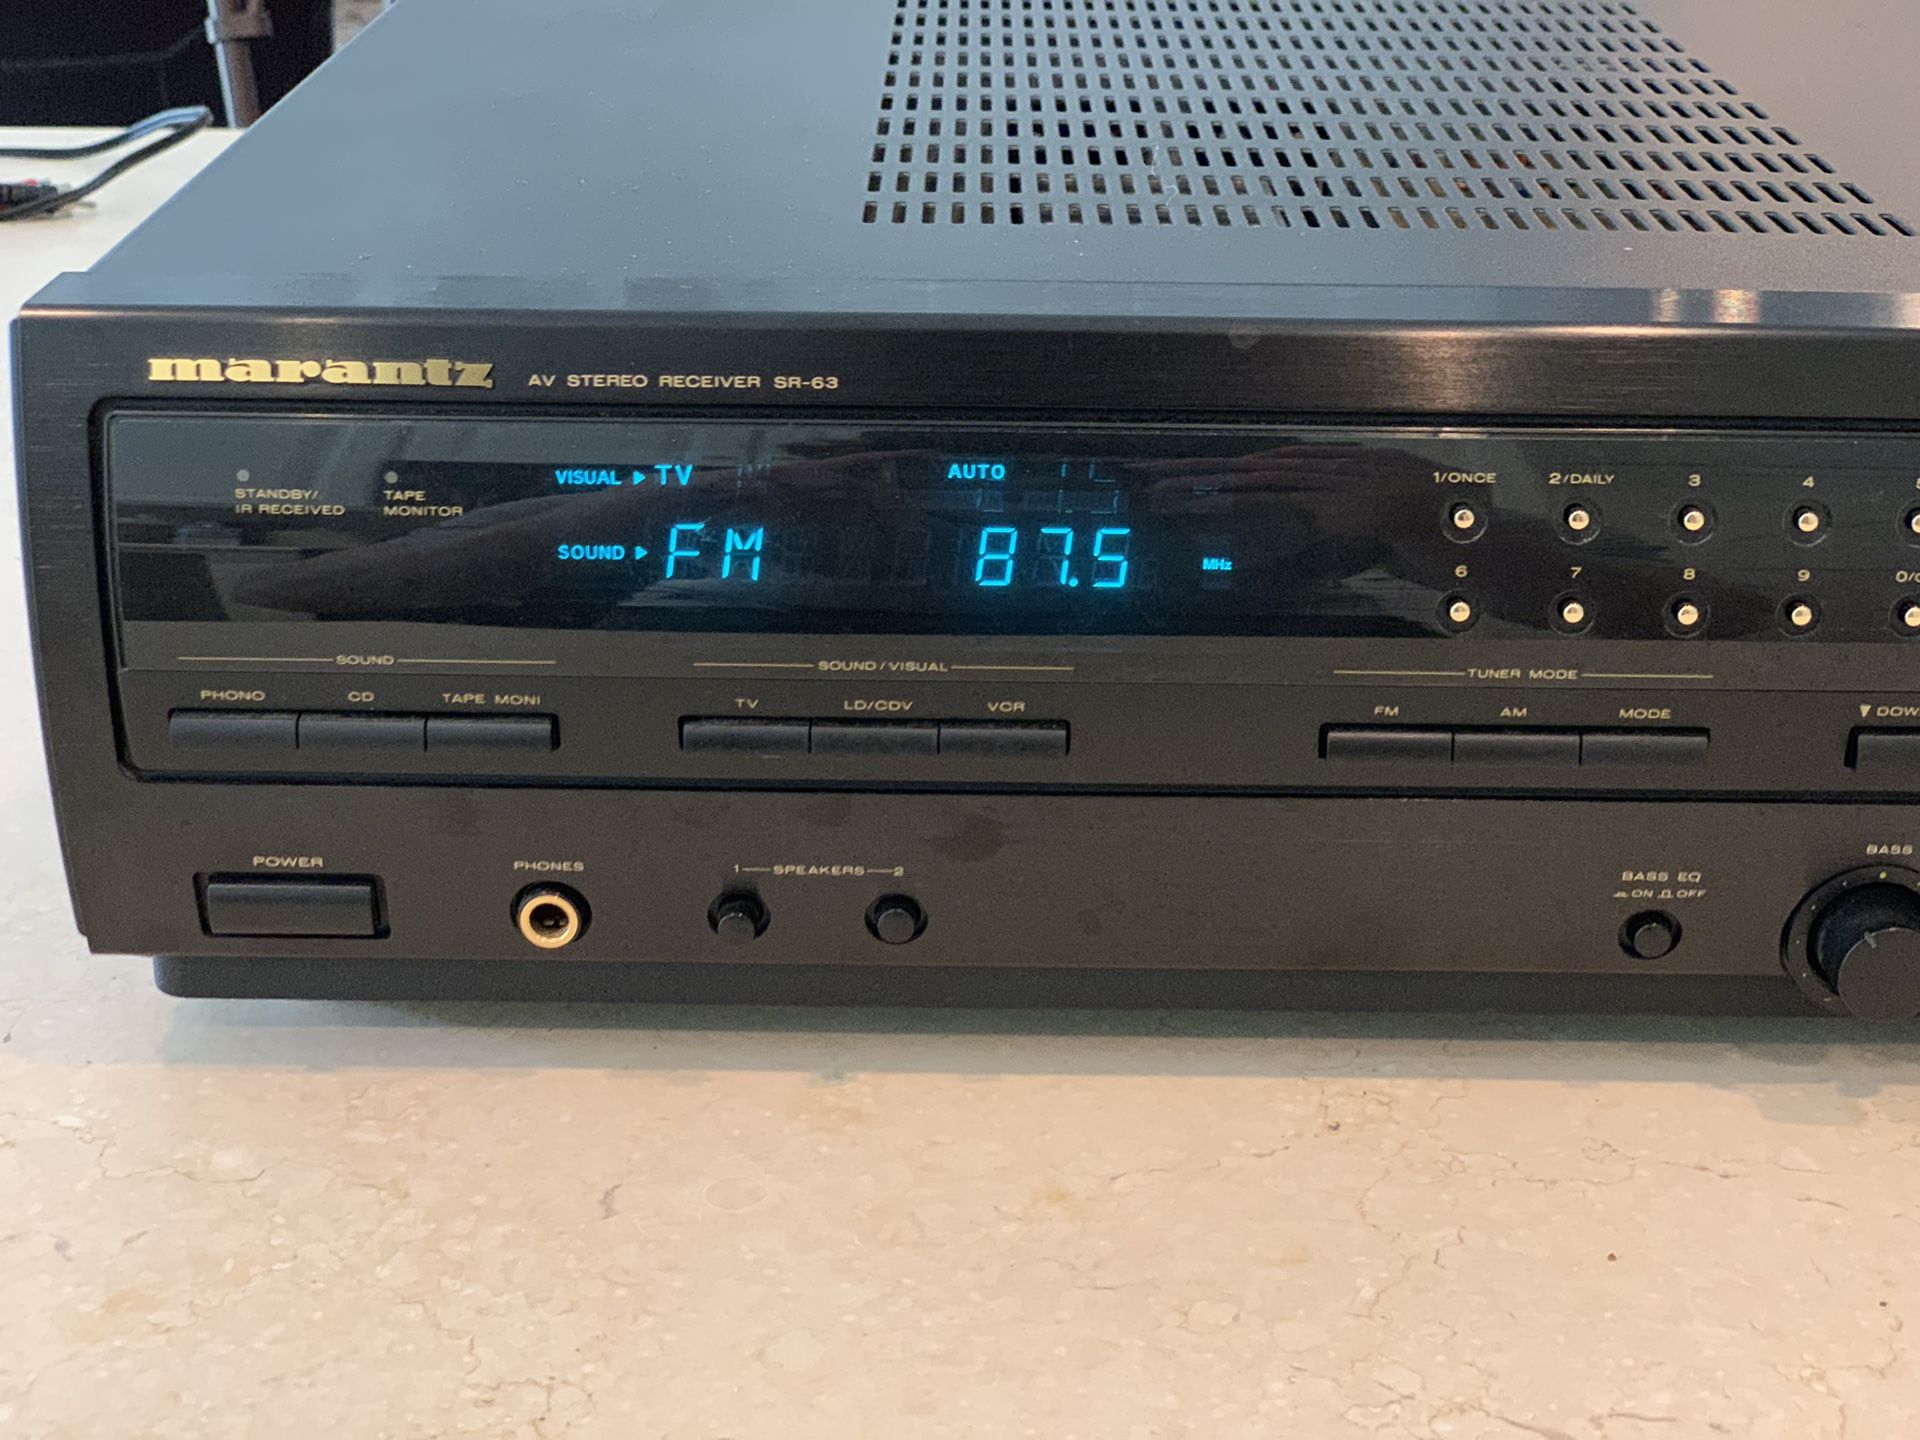 marantz AV STEREO RECEIVER SR-63
VISUAL ▶ TV AUTO
STANDBY/
IR RECEIVED
TAPE
MONITOR
SOUND ▶ FM 87.5 MHz
1/ONCE 2/DAILY 3 4
6 7 8 9
SOUND SOUND/VISUAL TUNER MODE
PHONO CD TAPE MONI TV LD/CDV VCR FM AM MODE
POWER PHONES 1 SPEAKERS 2 BASS EQ BASS
ON OFF